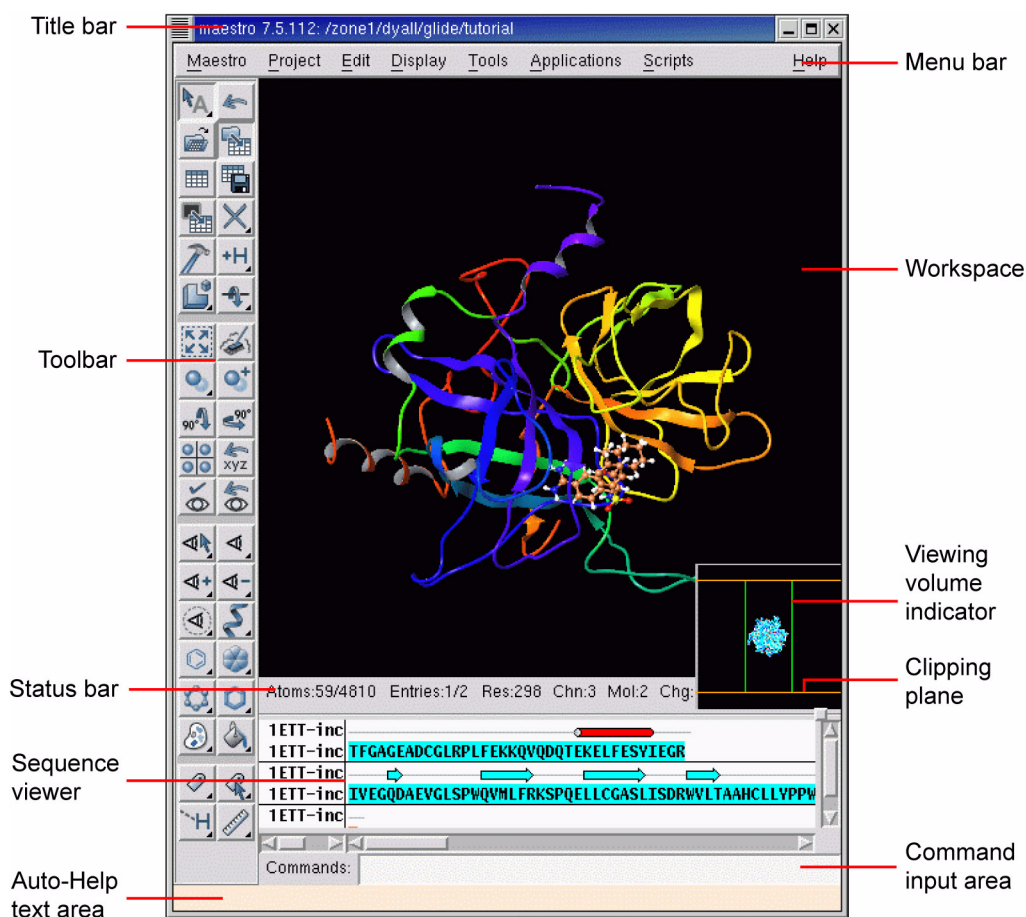 Title bar
maestro 7.5.112: /zone1/dyall/glide/tutorial
Maestro Project Edit Display Tools Applications Scripts Help
Menu bar
A
+H
Workspace
Toolbar
90° 90°
xyz
Viewing
volume
indicator
Clipping
plane
Status bar
Atoms:59/4810 Entries:1/2 Res:298 Chn:3 Mol:2 Chg:
1ETT-inc
1ETT-inc TFGAGEADCGLRPLFEKKQVQDQTEKELFESYIEGR
1ETT-inc
1ETT-inc IVEGQDAEVGLSPWQVMLFRKSPQELLCGASLISDRWVLTAAHCLLYPPW
1ETT-inc
Sequence
viewer
H
Commands:
Command
input area
Auto-Help
text area